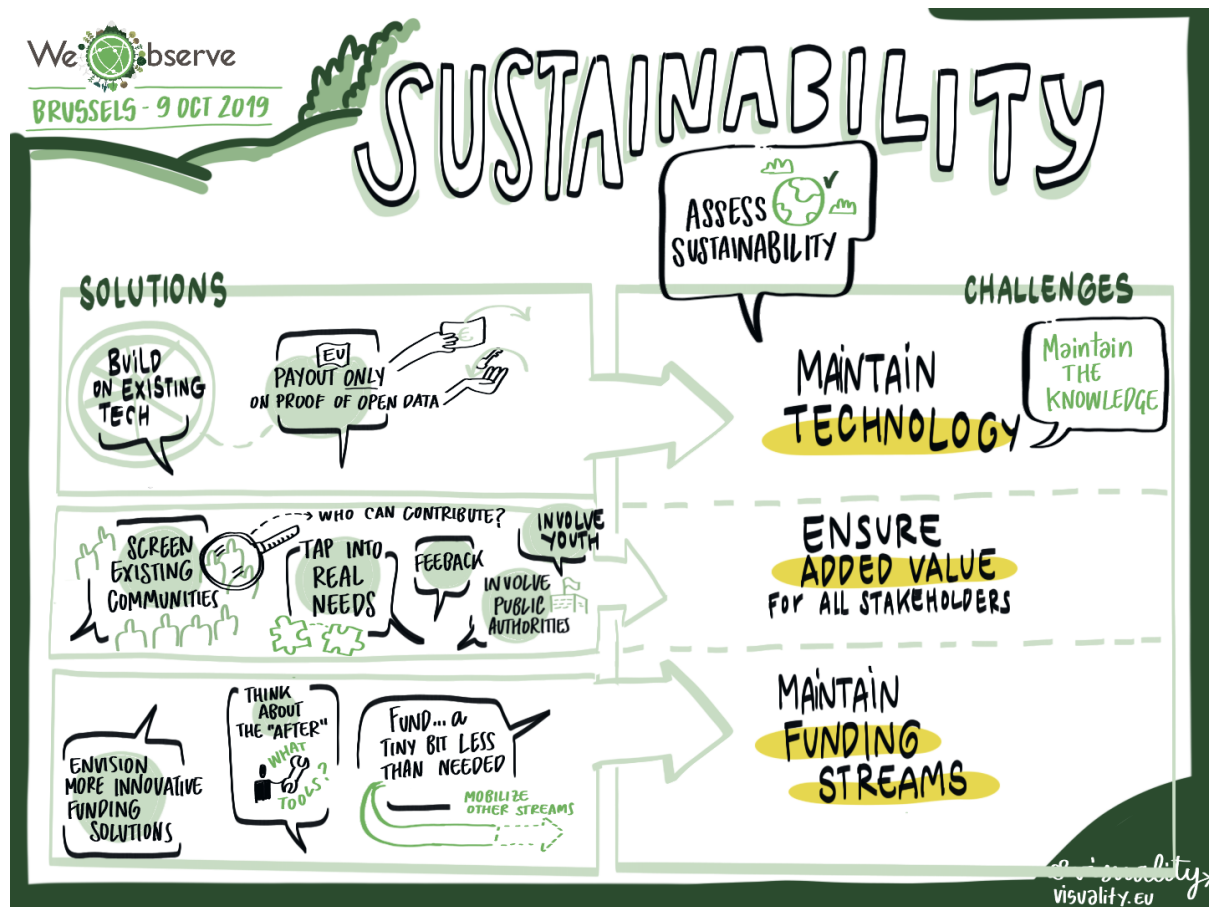 We Observe
BRUSSELS - 9 OCT 2019
SUSTAINABILITY
ASSESS
SUSTAINABILITY
SOLUTIONS
BUILD
ON EXISTING
TECH
EU
PAYOUT ONLY
ON PROOF OF OPEN DATA
CHALLENGES
MAINTAIN
TECHNOLOGY
Maintain
THE
KNOWLEDGE
SCREEN
EXISTING
COMMUNITIES
WHO CAN CONTRIBUTE?
TAP INTO
REAL
NEEDS
FEEBACK
INVOLVE
YOUTH
INVOLVE
PUBLIC
AUTHORITIES
ENSURE
ADDED VALUE
FOR ALL STAKEHOLDERS
ENVISION
MORE INNOVATIVE
FUNDING
SOLUTIONS
THINK
ABOUT
THE "AFTER"
WHAT
TOOLS?
FUND... a
TINY BIT LESS
THAN NEEDED
MOBILIZE
OTHER STREAMS
MAINTAIN
FUNDING
STREAMS
visuality
VISUALITY.EU